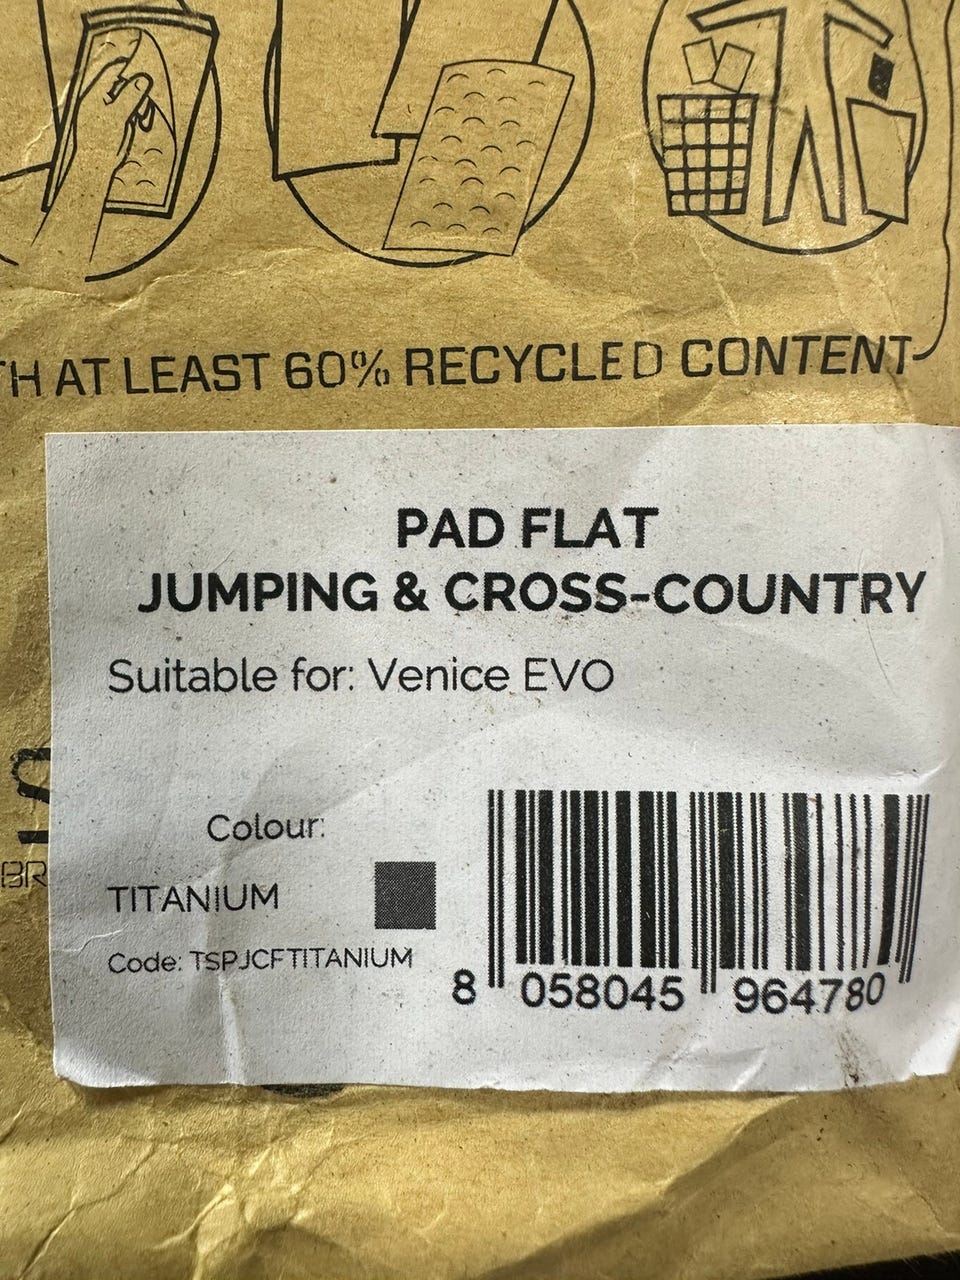 TH AT LEAST 60% RECYCLED CONTENT
PAD FLAT
JUMPING & CROSS-COUNTRY
Suitable for: Venice EVO
Colour:
BR
TITANIUM
Code: TSPJCFTITANIUM
8 058045 964780